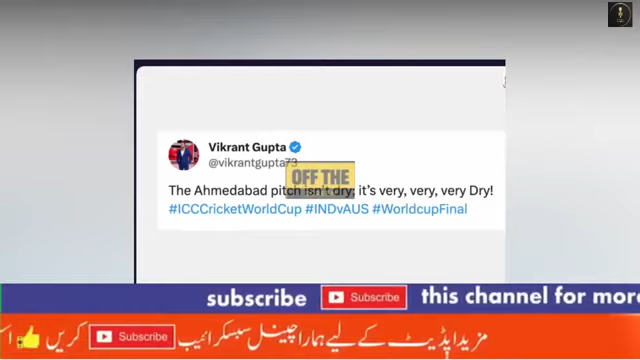 Vikrant Gupta
@vikrantgupta73
OFF THE
The Ahmedabad pitch isn't dry; it's very, very, very Dry!
#ICCCricketWorldCup #INDvAUS #WorldcupFinal
subscribe Subscribe this channel for more
مزید اپڈیٹ کے لیے ہمارا چینل سبسکرائیب Subscribe کریں